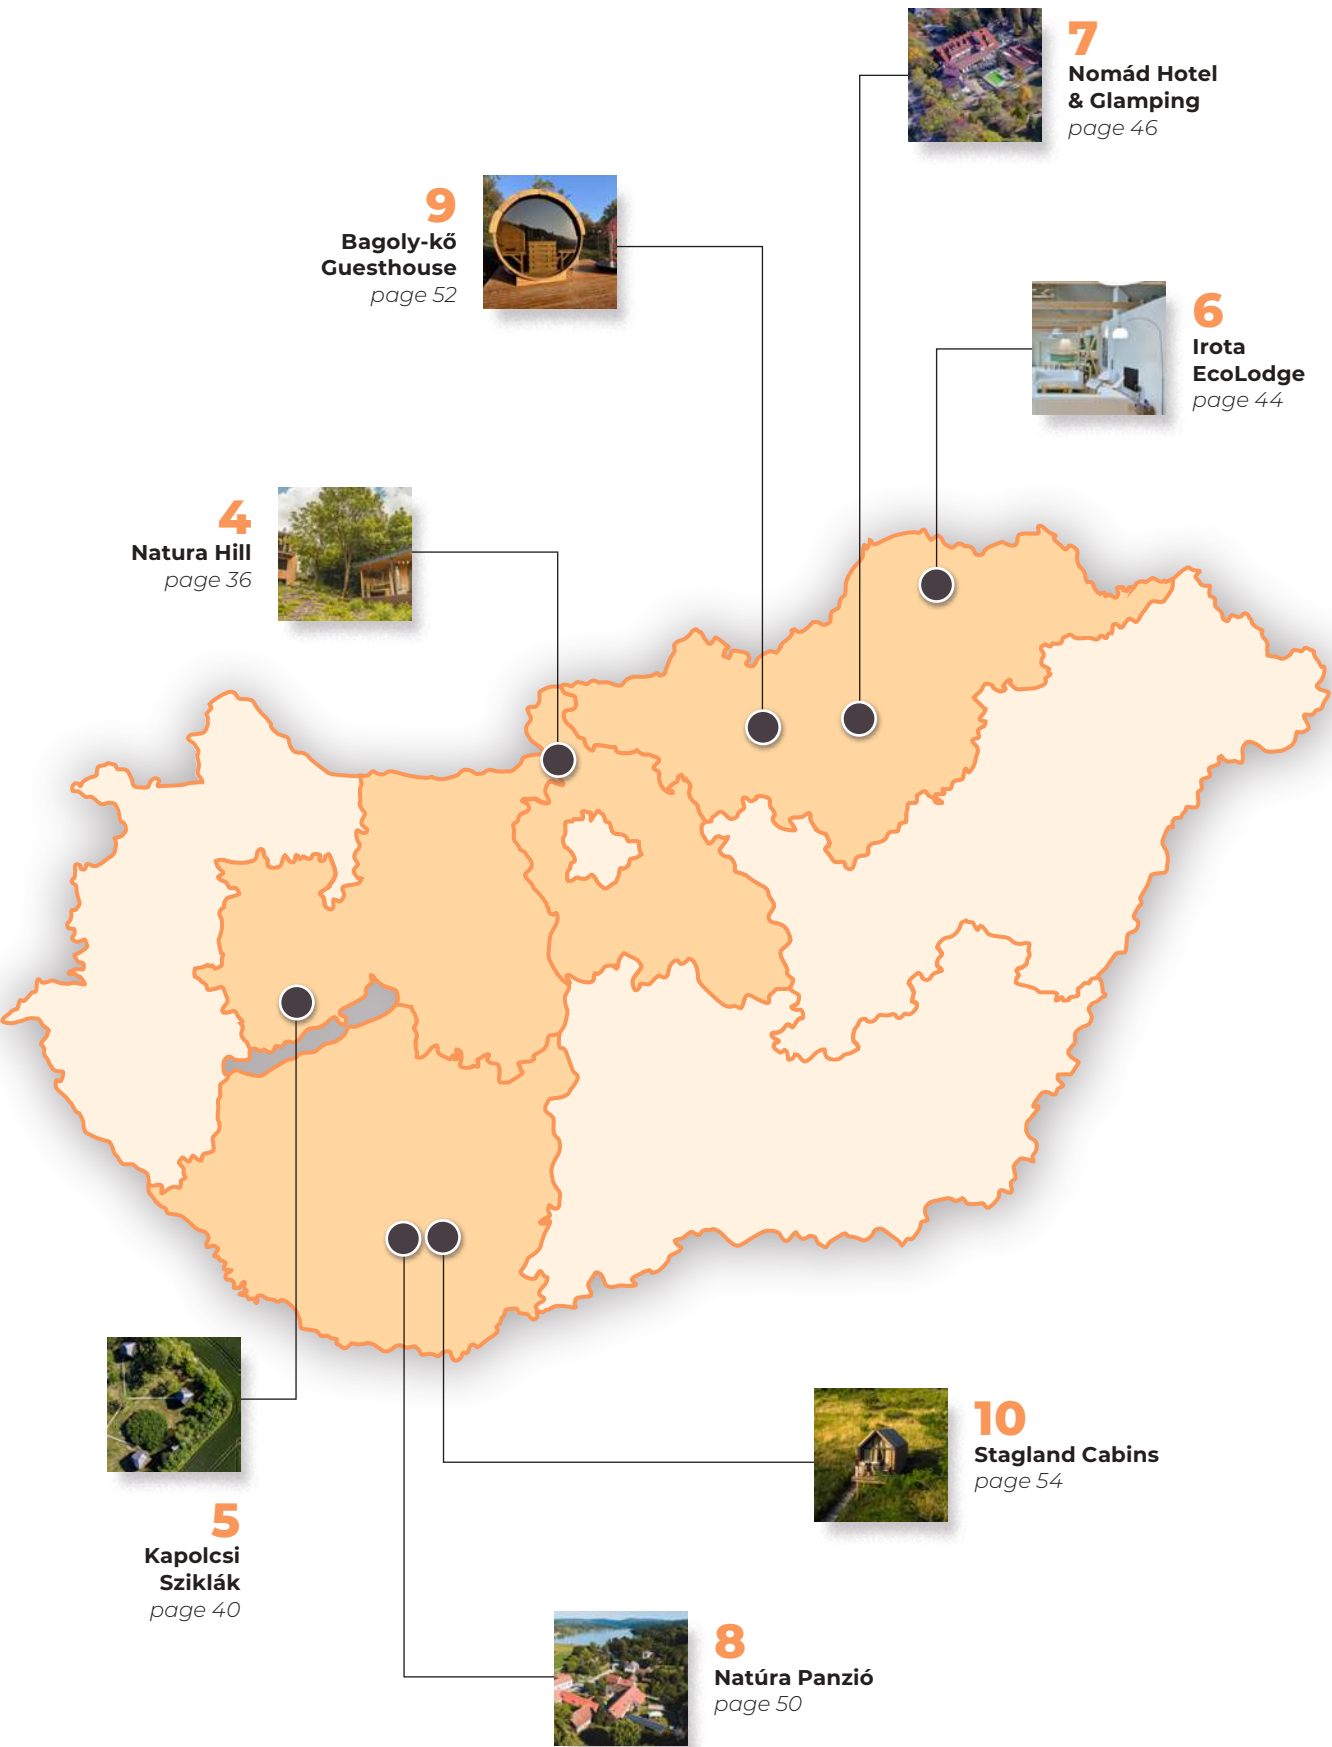 7
Nomád Hotel
& Glamping
page 46
9
Bagoly-kő
Guesthouse
page 52
6
Irota
EcoLodge
page 44
4
Natura Hill
page 36
10
Stagland Cabins
page 54
5
Kapolcsi
Sziklák
page 40
8
Natúra Panzió
page 50